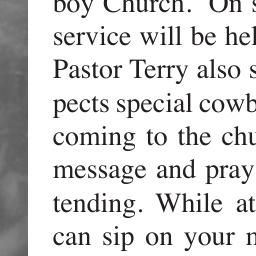 boy Church. On s
service will be hel
Pastor Terry also s
pects special cowb
coming to the chu
message and pray
tending. While at
can sip on your